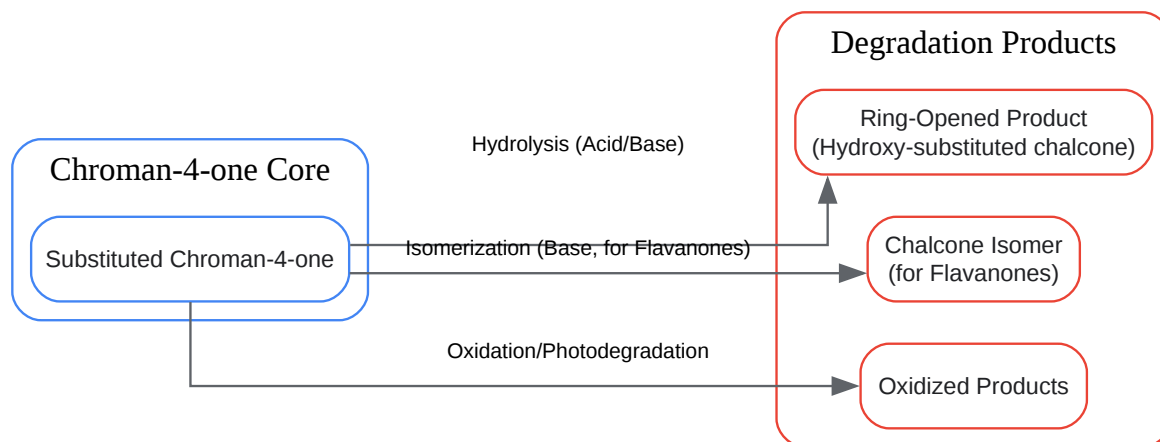 Degradation Products
Ring-Opened Product
(Hydroxy-substituted chalcone)
Hydrolysis (Acid/Base)
Chroman-4-one Core
Substituted Chroman-4-one
Isomerization (Base, for Flavanones)
Chalcone Isomer
(for Flavanones)
Oxidation/Photodegradation
Oxidized Products